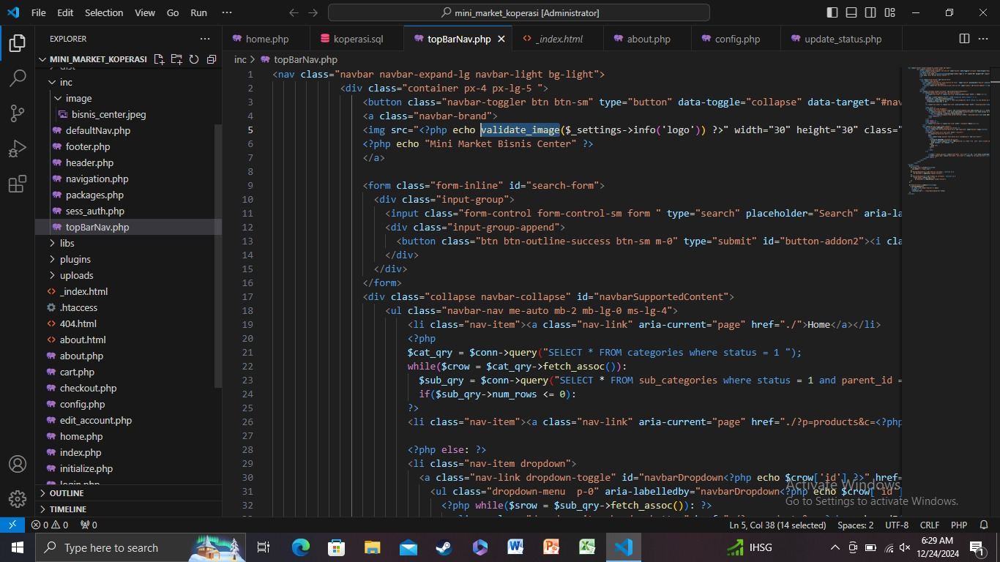 File Edit Selection View Go Run ···
mini_market_koperasi [Administrator]
EXPLORER
MINI_MARKET_KOPERASI
inc
image
bisnis_center.jpeg
defaultNav.php
footer.php
header.php
navigation.php
packages.php
sess_auth.php
topBarNav.php
libs
plugins
uploads
_index.html
.htaccess
404.html
about.html
about.php
cart.php
checkout.php
config.php
edit_account.php
home.php
index.php
initialize.php
login.php
OUTLINE
TIMELINE
home.php koperasi.sql topBarNav.php _index.html about.php config.php update_status.php
inc > topBarNav.php
1 <nav class="navbar navbar-expand-lg navbar-light bg-light">
2 <div class="container px-4 px-lg-5 ">
3 <button class="navbar-toggler btn btn-sm" type="button" data-toggle="collapse" data-target="#nav
4 <a class="navbar-brand">
5 <img src="<?php echo validate_image($_settings->info('logo')) ?>" width="30" height="30" class="
6 <?php echo "Mini Market Bisnis Center" ?>
7 </a>
8
9 <form class="form-inline" id="search-form">
10 <div class="input-group">
11 <input class="form-control form-control-sm form " type="search" placeholder="Search" aria-la
12 <div class="input-group-append">
13 <button class="btn btn-outline-success btn-sm m-0" type="submit" id="button-addon2"><i cla
14 </div>
15 </div>
16 </form>
17 <div class="collapse navbar-collapse" id="navbarSupportedContent">
18 <ul class="navbar-nav me-auto mb-2 mb-lg-0 ms-lg-4">
19 <li class="nav-item"><a class="nav-link" aria-current="page" href="./">Home</a></li>
20 <?php
21 $cat_qry = $conn->query("SELECT * FROM categories where status = 1 ");
22 while($crow = $cat_qry->fetch_assoc()):
23 $sub_qry = $conn->query("SELECT * FROM sub_categories where status = 1 and parent_id =
24 if($sub_qry->num_rows <= 0):
25 ?>
26 <li class="nav-item"><a class="nav-link" aria-current="page" href="./?p=products&c=<?php
27
28 <?php else: ?>
29 <li class="nav-item dropdown">
30 <a class="nav-link dropdown-toggle" id="navbarDropdown<?php echo $crow['id'] ?>" href=
31 <ul class="dropdown-menu  p-0" aria-labelledby="navbarDropdown<?php echo $crow['id']
32 <?php while($srow = $sub_qry->fetch_assoc()): ?>
Activate Windows
Go to Settings to activate Windows.
0 0 0 Ln 5, Col 38 (14 selected) Spaces: 2 UTF-8 CRLF PHP
Type here to search
IHSG
6:29 AM
12/24/2024
1